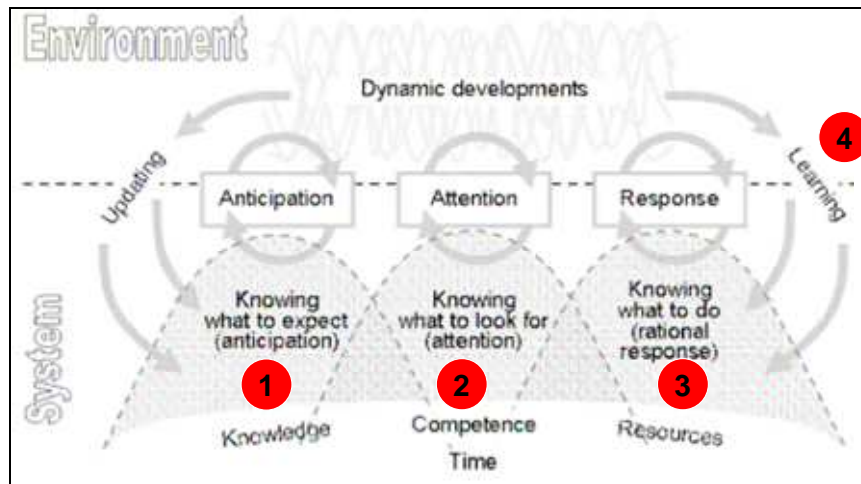 Environment
Dynamic developments
4
Updating
Learning
Anticipation
Attention
Response
Knowing
what to expect
(anticipation)
Knowing
what to look for
(attention)
Knowing
what to do
(rational
response)
1
2
3
System
Knowledge
Competence
Resources
Time